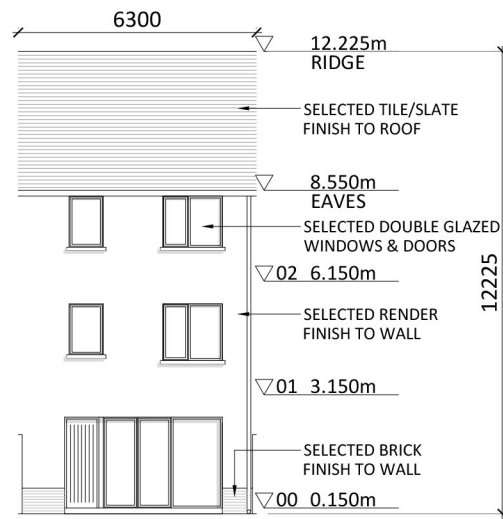 6300
12.225m
RIDGE
SELECTED TILE/SLATE
FINISH TO ROOF
8.550m
EAVES
SELECTED DOUBLE GLAZED
WINDOWS & DOORS
02 6.150m
12225
SELECTED RENDER
FINISH TO WALL
01 3.150m
SELECTED BRICK
FINISH TO WALL
00 0.150m